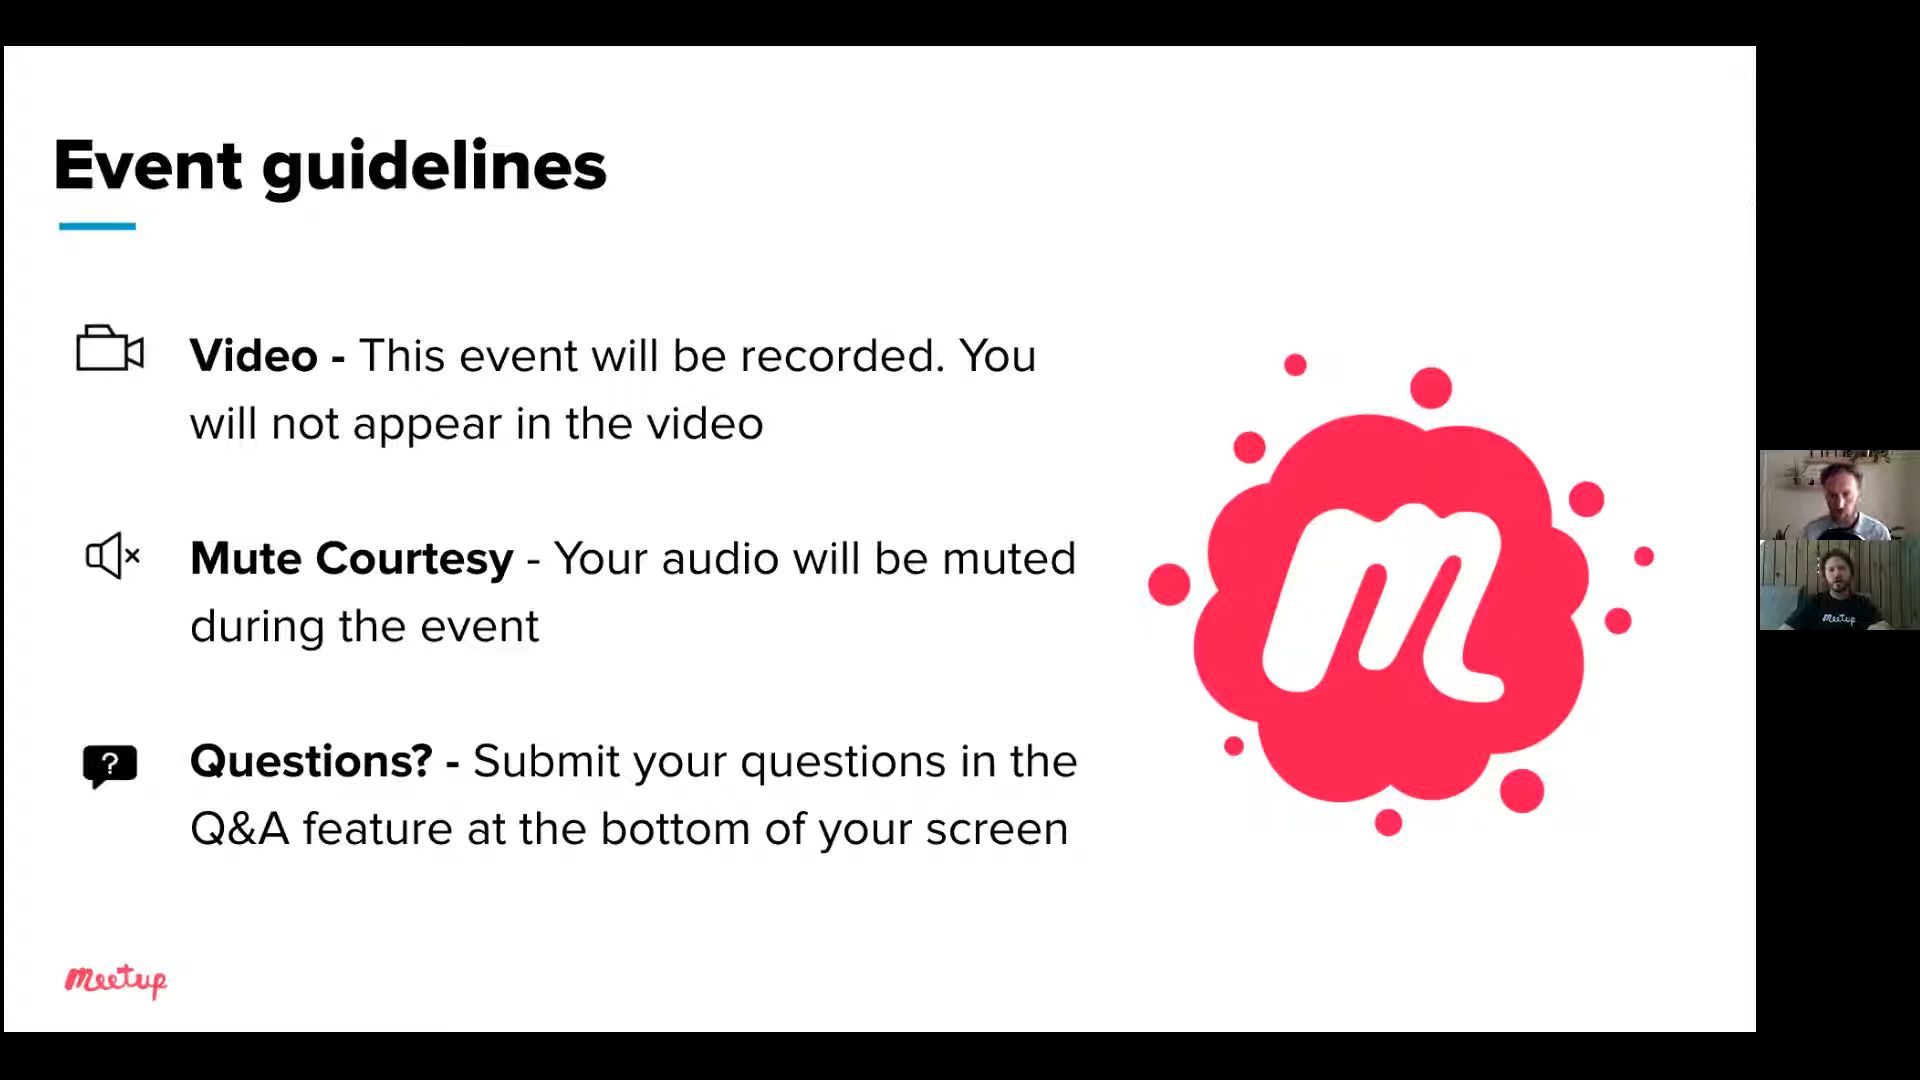 Event guidelines
Video - This event will be recorded. You
will not appear in the video
Mute Courtesy - Your audio will be muted
during the event
?
Questions? - Submit your questions in the
Q&A feature at the bottom of your screen
m
meetup
meetup